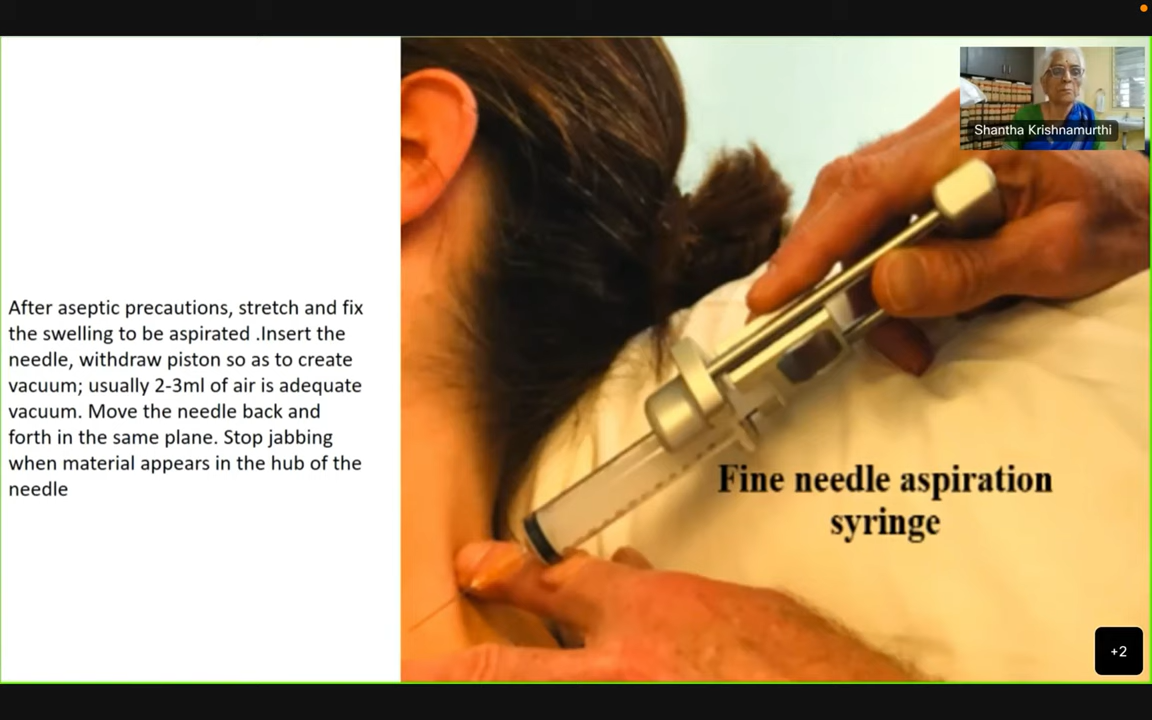 After aseptic precautions, stretch and fix
the swelling to be aspirated .Insert the
needle, withdraw piston so as to create
vacuum; usually 2-3ml of air is adequate
vacuum. Move the needle back and
forth in the same plane. Stop jabbing
when material appears in the hub of the
needle
Fine needle aspiration
syringe
Shantha Krishnamurthi
+2